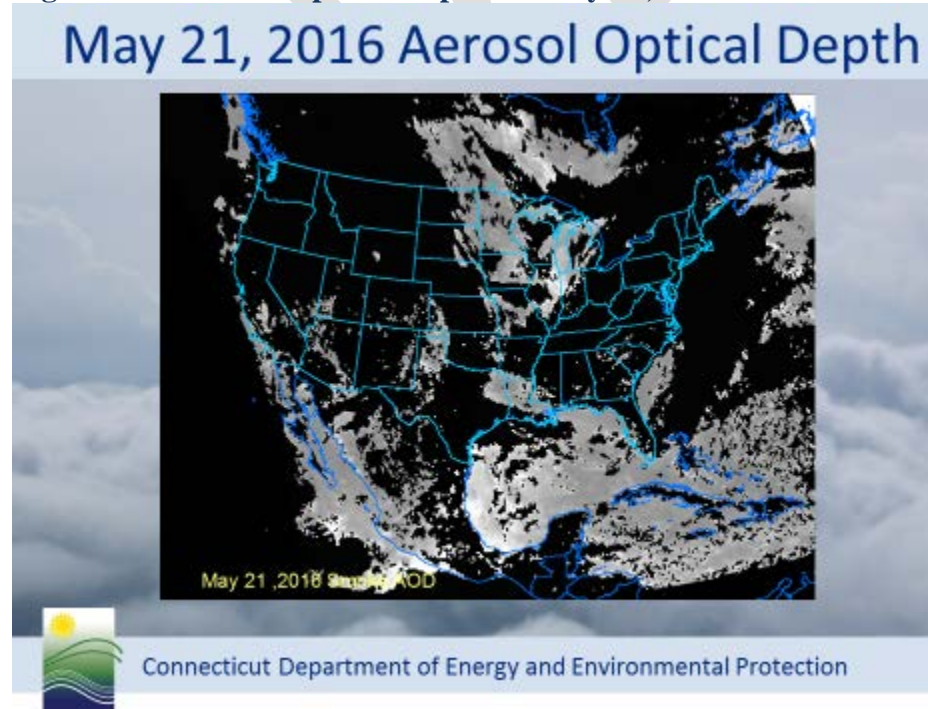 May 21, 2016 Aerosol Optical Depth
May 21 ,2016 AOD
Connecticut Department of Energy and Environmental Protection